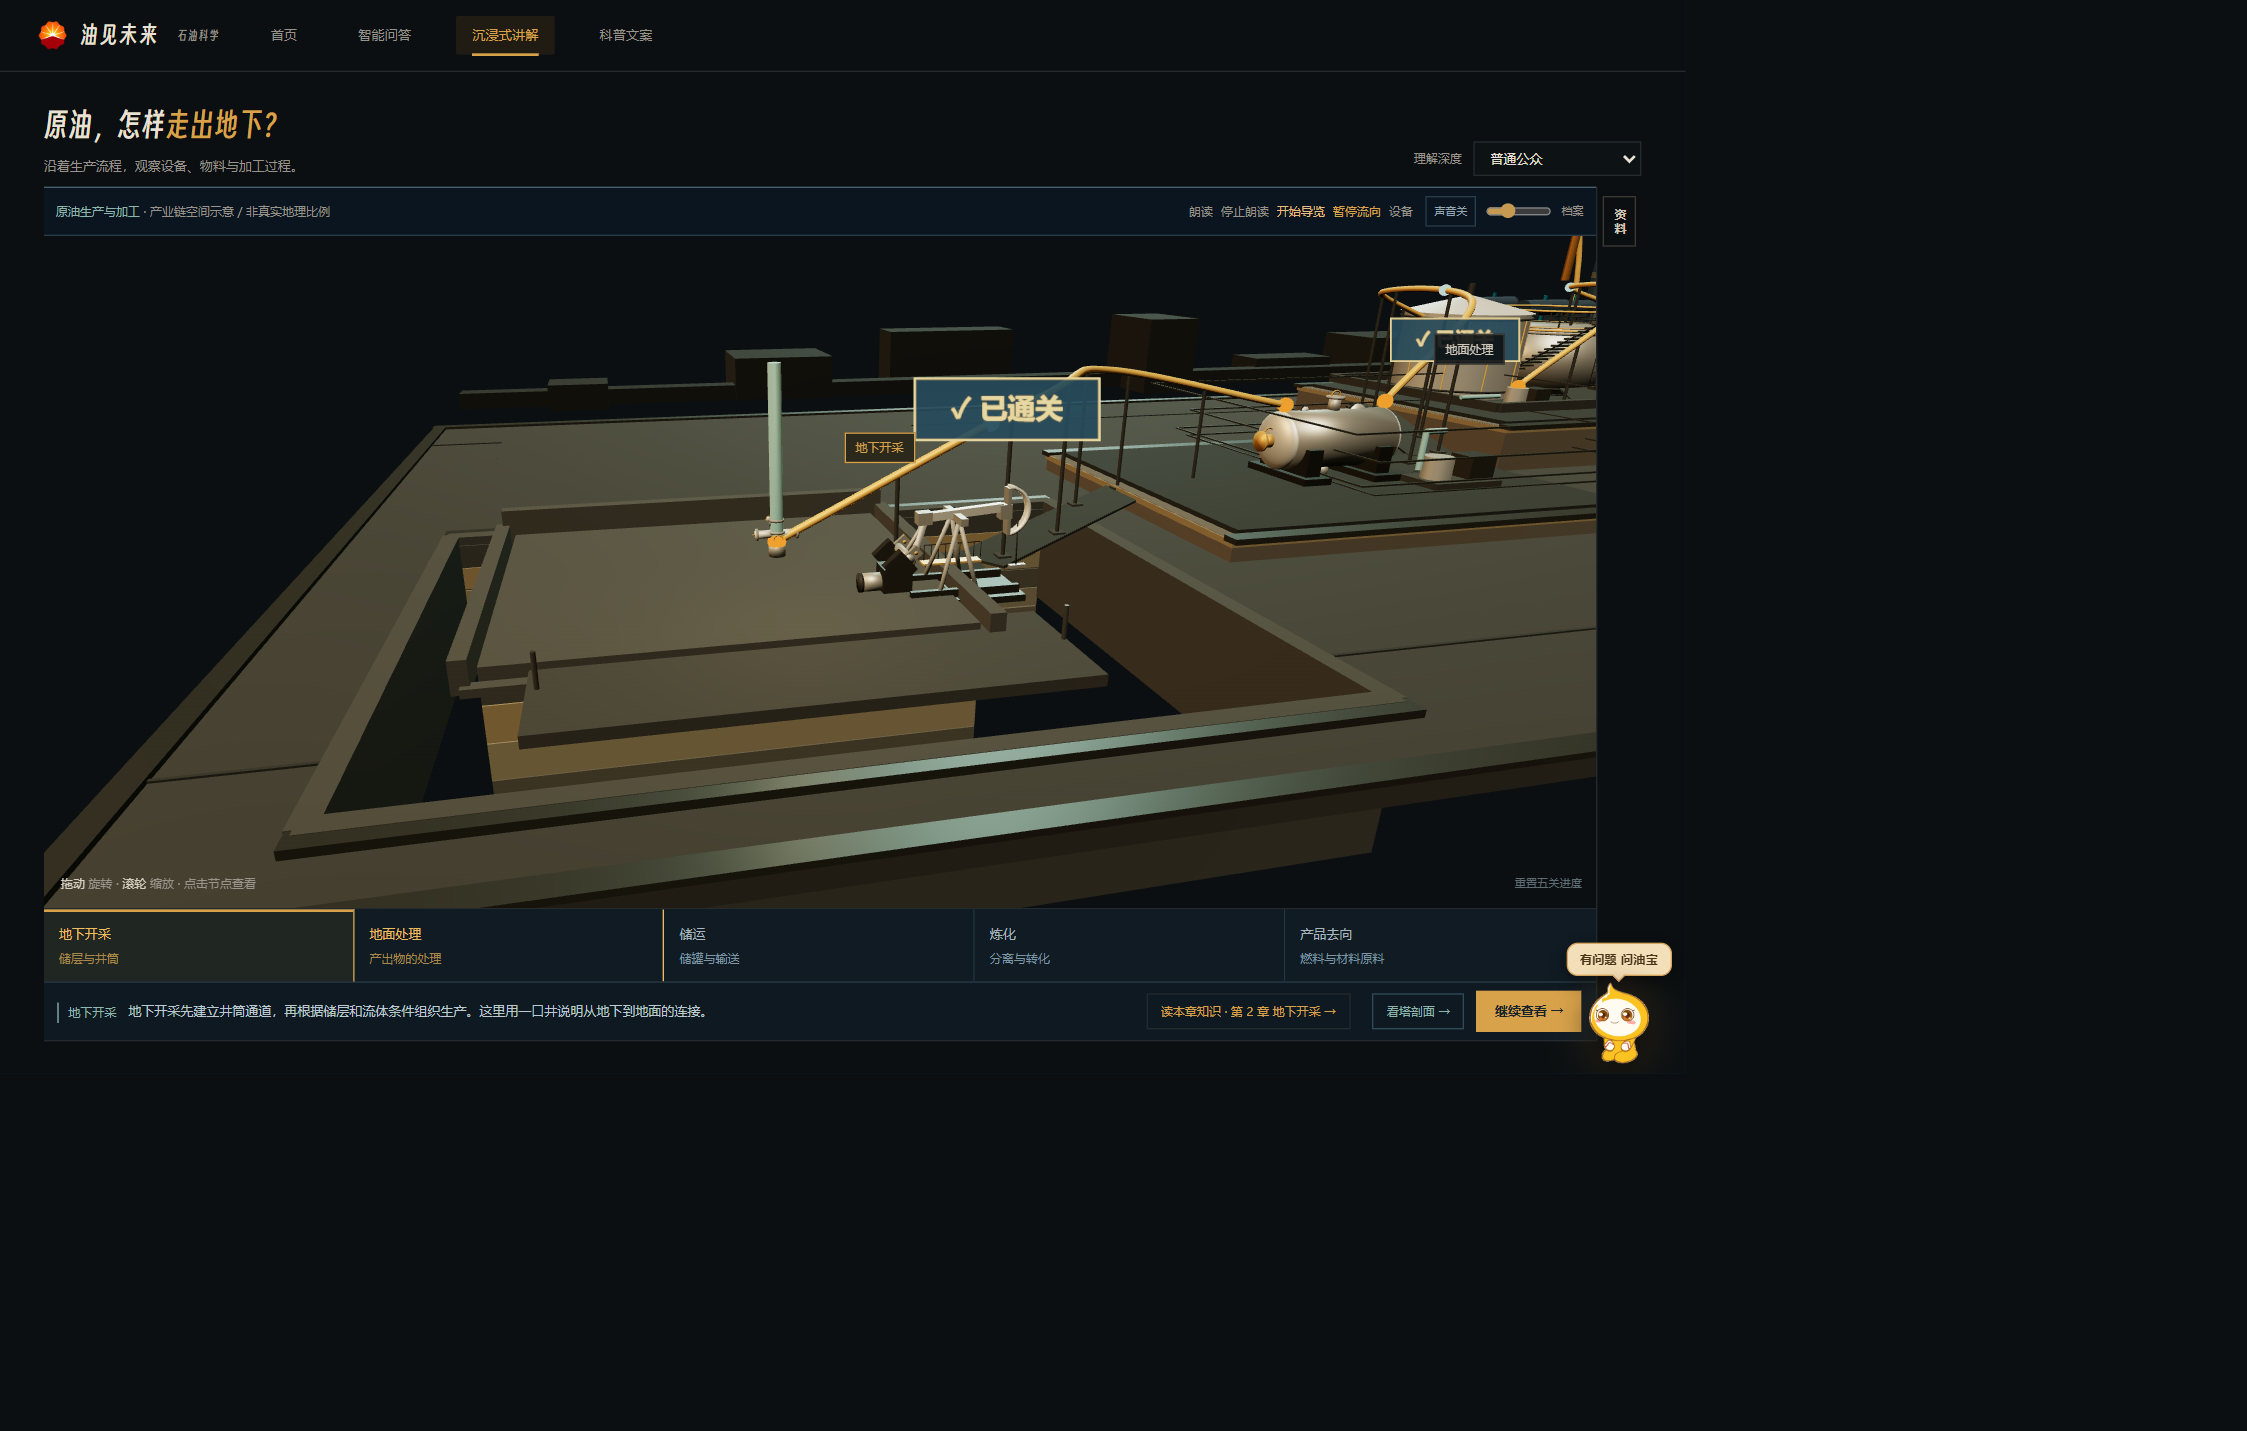 油见未来 石油科学 首页 智能问答 沉浸式讲解 科普文案
原油，怎样走出地下？
沿着生产流程，观察设备、物料与加工过程。
理解深度 普通公众
原油生产与加工 · 产业链空间示意 / 非真实地理比例
朗读 停止朗读 开始导览 暂停流向 设备 声音关 档案
资料
✓ 已通关
地面处理
✓ 已通关
地下开采
拖动 旋转 · 滚轮 缩放 · 点击节点查看
重置五关进度
地下开采
储层与井筒
地面处理
产出物的处理
储运
储罐与输送
炼化
分离与转化
产品去向
燃料与材料原料
有问题 问油宝
地下开采 地下开采先建立井筒通道，再根据储层和流体条件组织生产。这里用一口井说明从地下到地面的连接。
读本章知识 · 第 2 章 地下开采 →
看塔剖面 →
继续查看 →